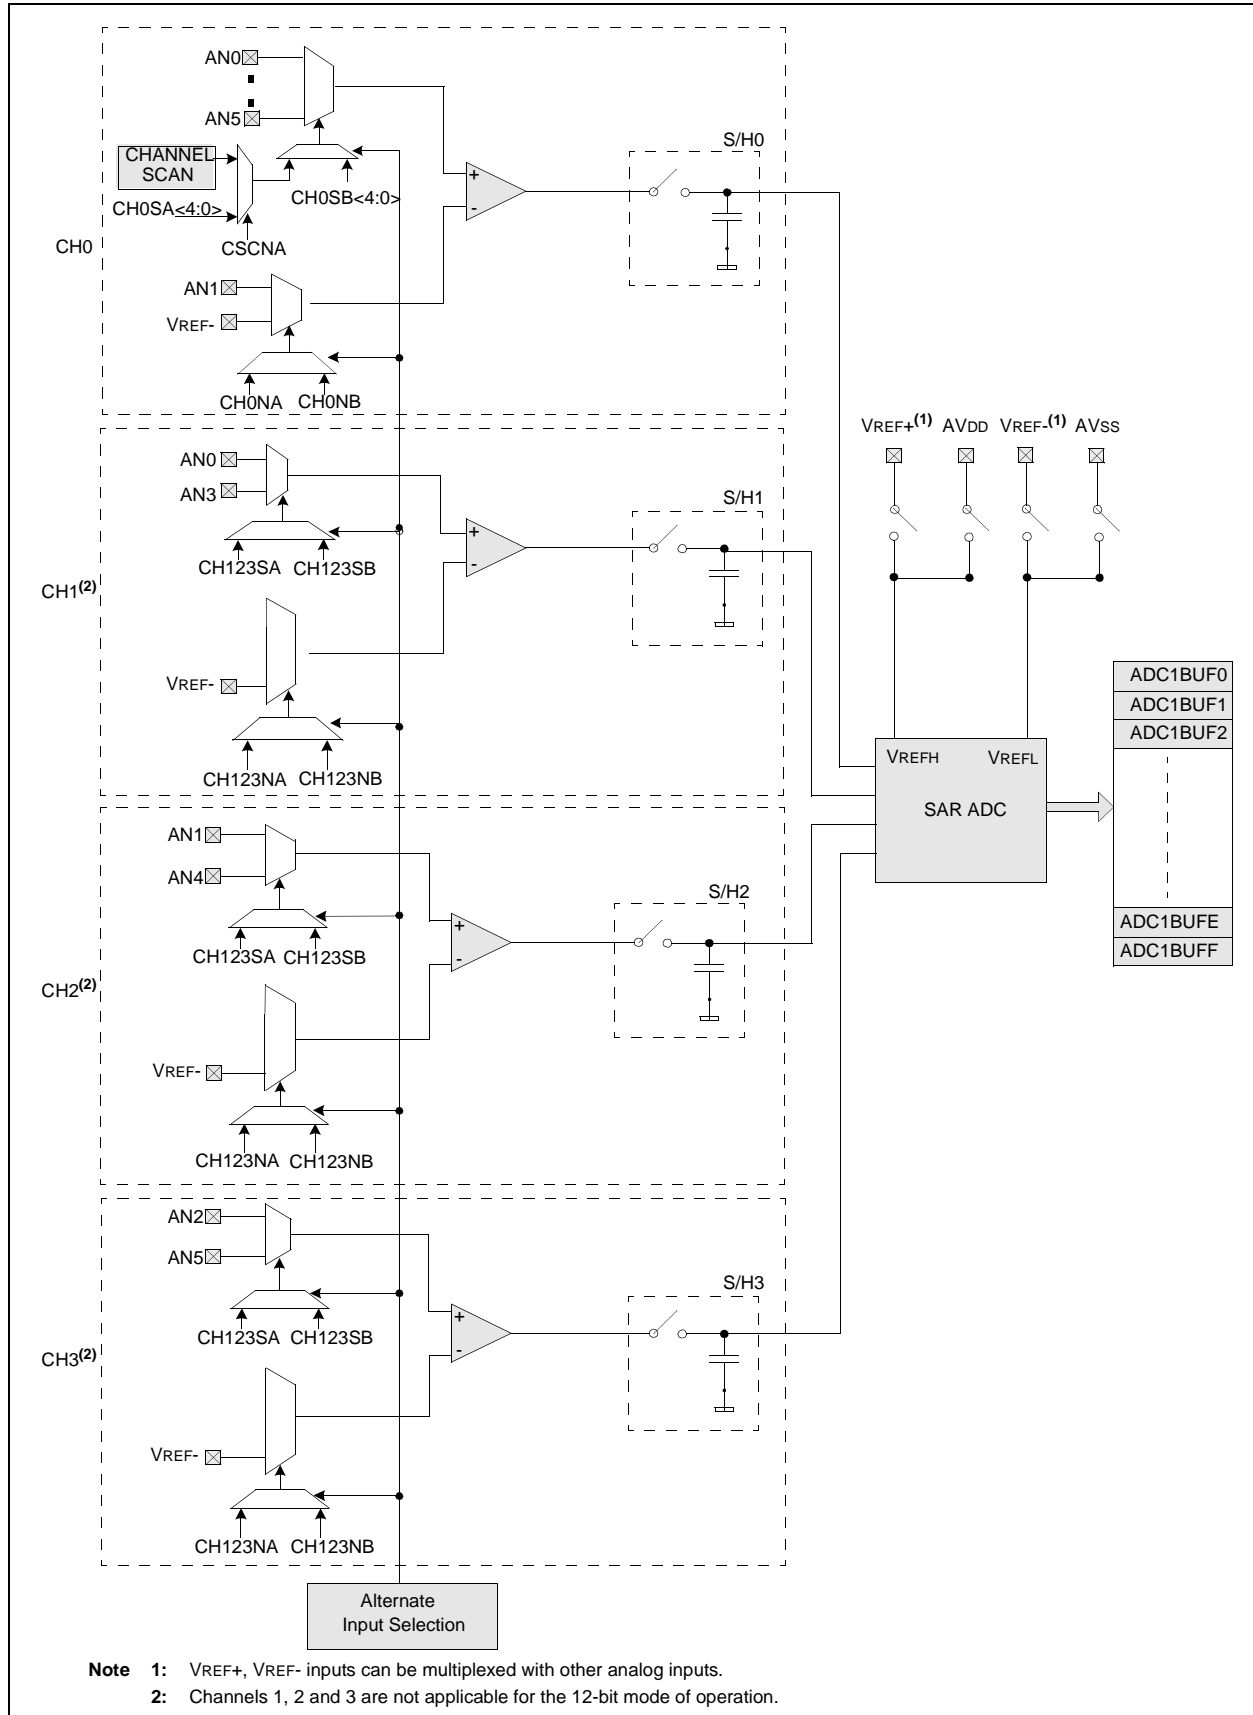 AN0
AN5
CHANNEL
SCAN
CH0SA<4:0>
CH0SB<4:0>
CSCNA
CH0
AN1
VREF-
CH0NA
CH0NB
+
-
S/H0
AN0
AN3
CH123SA
CH123SB
CH1(2)
VREF-
CH123NA
CH123NB
+
-
S/H1
AN1
AN4
CH123SA
CH123SB
CH2(2)
VREF-
CH123NA
CH123NB
+
-
S/H2
AN2
AN5
CH123SA
CH123SB
CH3(2)
VREF-
CH123NA
CH123NB
+
-
S/H3
VREF+(1)
AVDD
VREF-(1)
AVSS
VREFH
VREFL
SAR ADC
ADC1BUF0
ADC1BUF1
ADC1BUF2
ADC1BUFE
ADC1BUFF
Alternate
Input Selection
Note 1: VREF+, VREF- inputs can be multiplexed with other analog inputs.
2: Channels 1, 2 and 3 are not applicable for the 12-bit mode of operation.